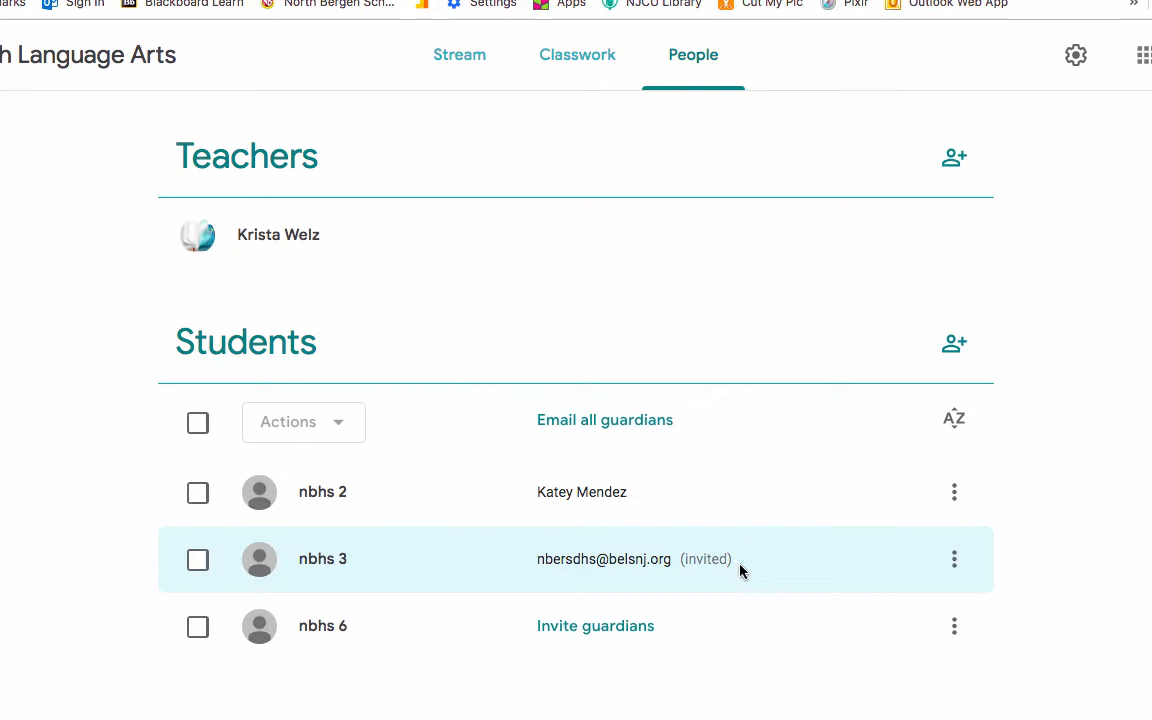 arks Sign In Blackboard Learn North Bergen Sch... Settings Apps NJCU Library Cut My Pic Pixlr Outlook Web App »
h Language Arts Stream Classwork People
Teachers
Krista Welz
Students
Actions Email all guardians AZ
nbhs 2 Katey Mendez
nbhs 3 nbersdhs@belsnj.org (invited)
nbhs 6 Invite guardians